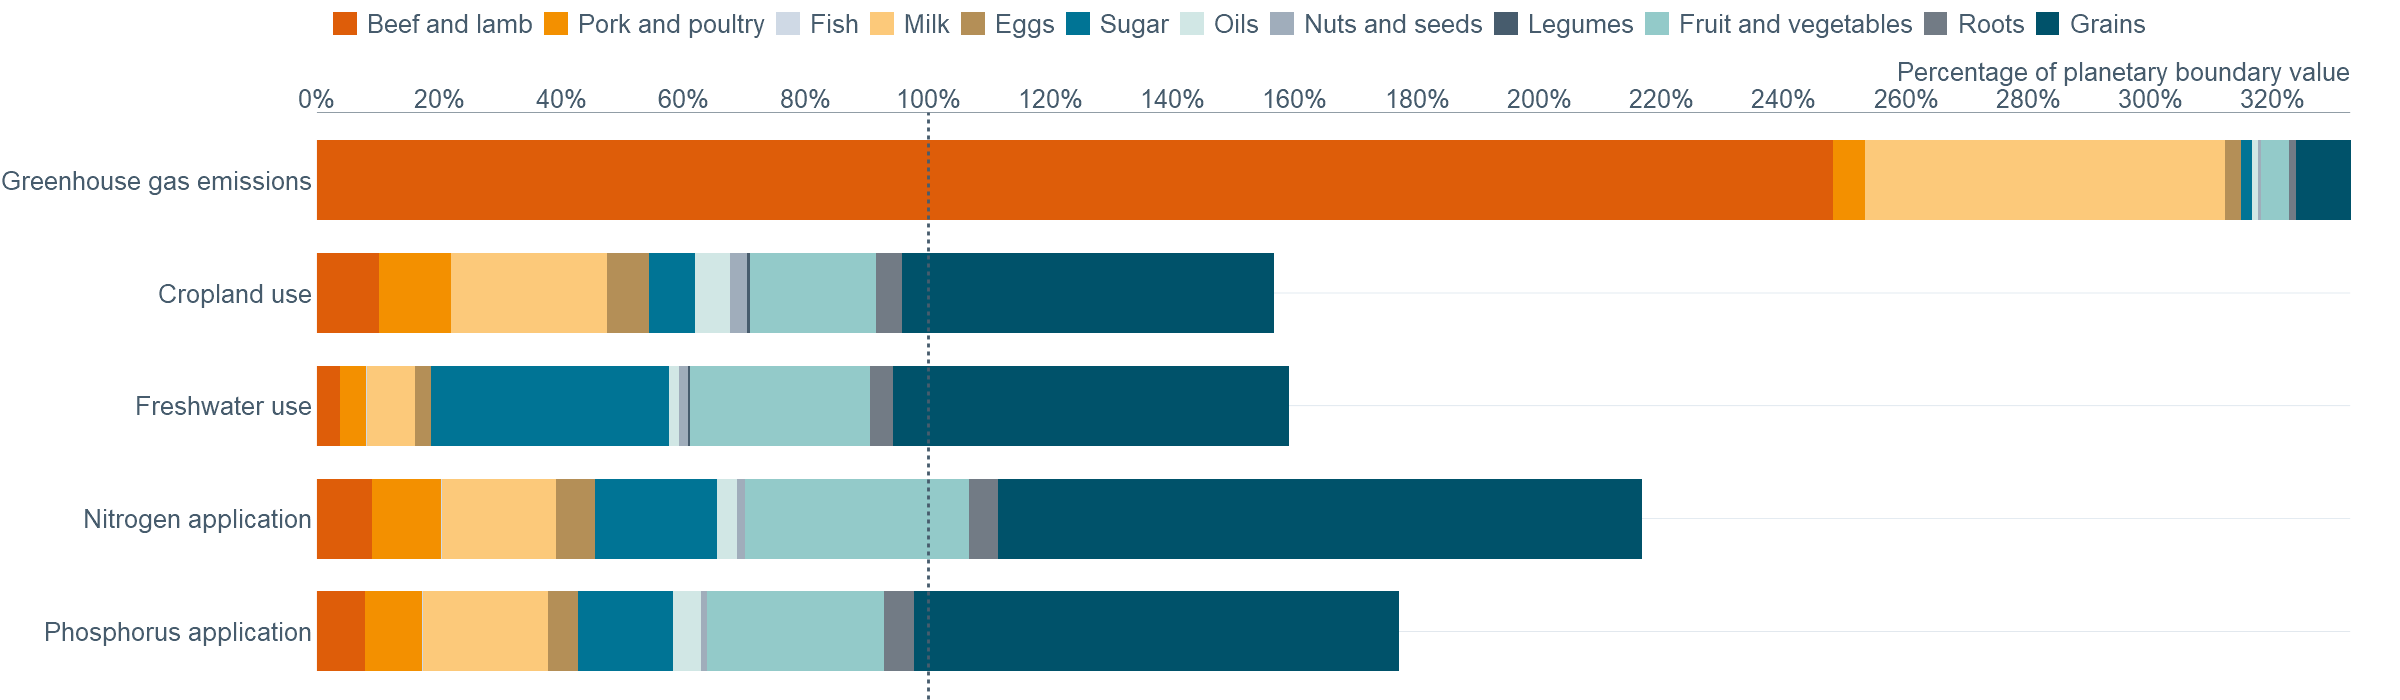 Beef and lamb Pork and poultry Fish Milk Eggs Sugar Oils Nuts and seeds Legumes Fruit and vegetables Roots Grains
Percentage of planetary boundary value
0% 20% 40% 60% 80% 100% 120% 140% 160% 180% 200% 220% 240% 260% 280% 300% 320%
Greenhouse gas emissions
Cropland use
Freshwater use
Nitrogen application
Phosphorus application